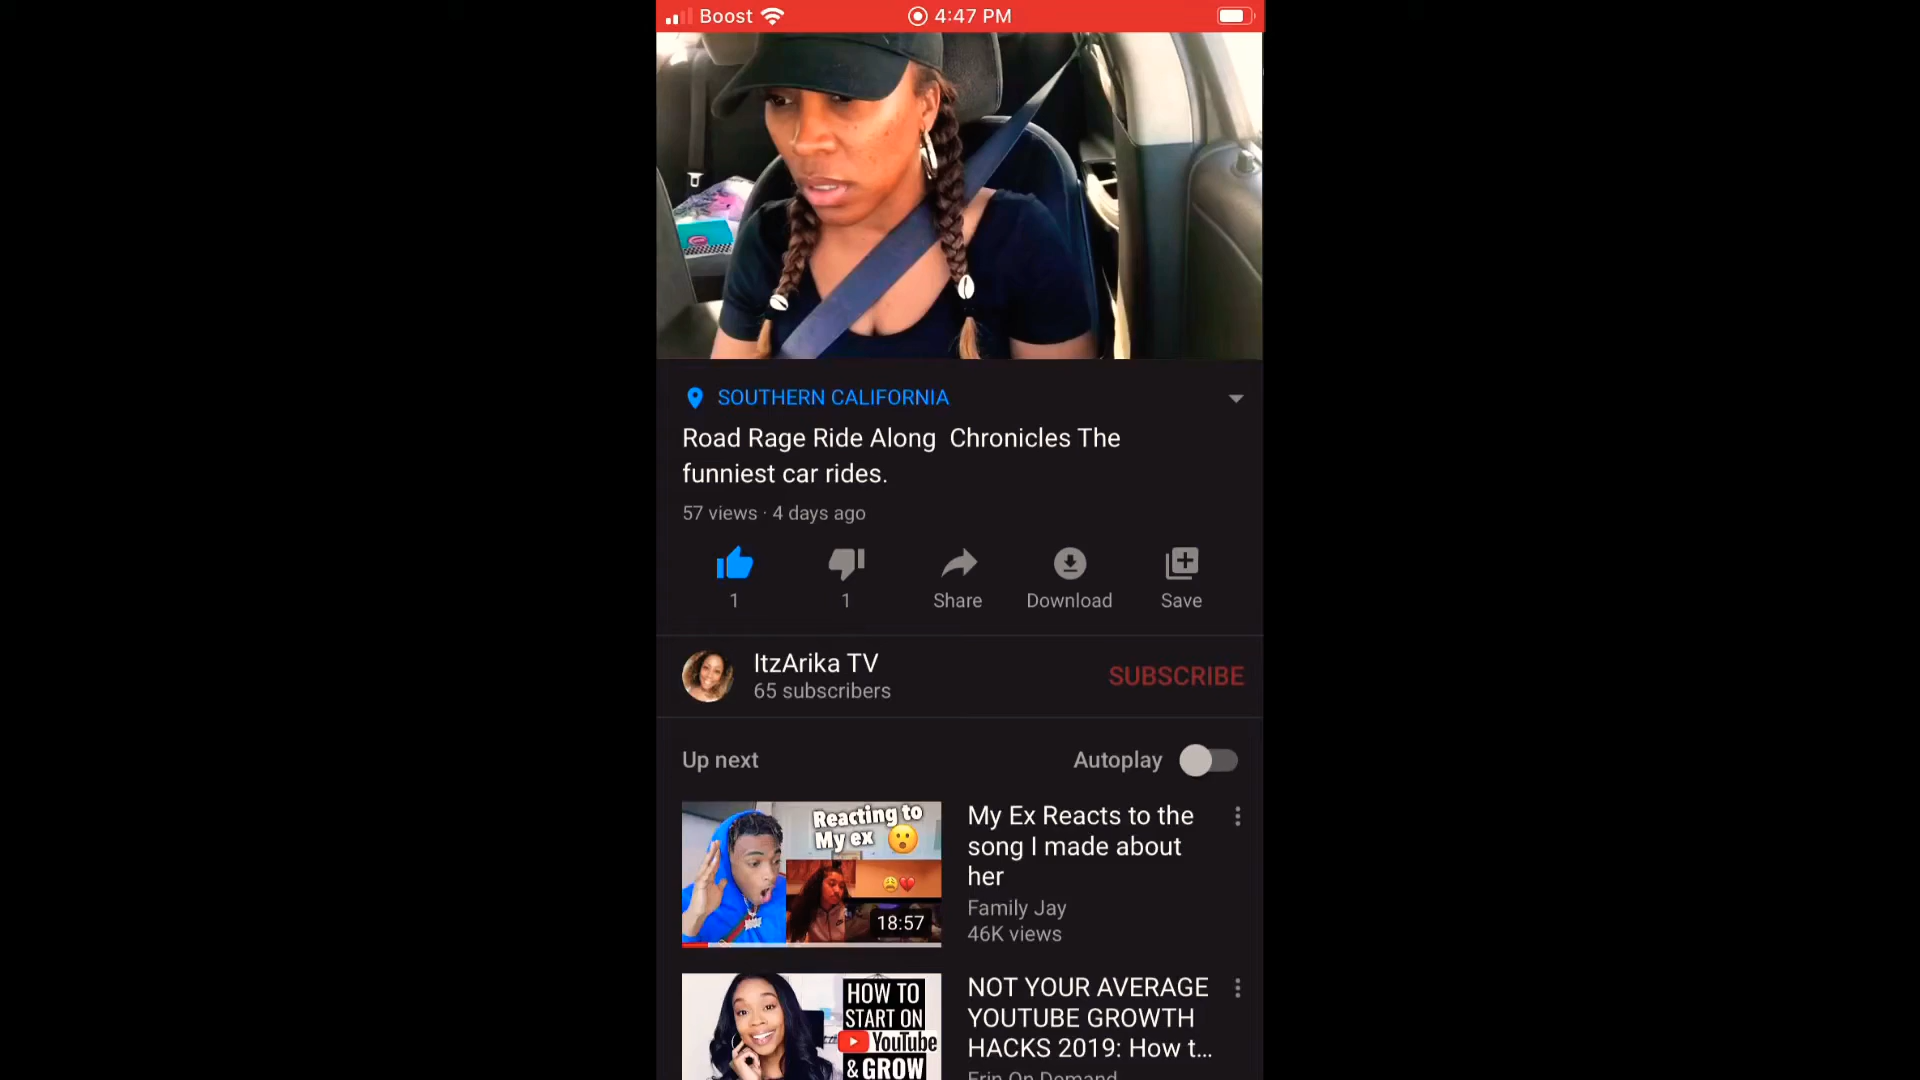 Boost
4:47 PM
SOUTHERN CALIFORNIA
Road Rage Ride Along  Chronicles The
funniest car rides.
57 views · 4 days ago
1
1
Share
Download
Save
ItzArika TV
65 subscribers
SUBSCRIBE
Up next
Autoplay
Reacting to
My ex
18:57
My Ex Reacts to the
song I made about
her
Family Jay
46K views
HOW TO
START ON
YouTube
& GROW
NOT YOUR AVERAGE
YOUTUBE GROWTH
HACKS 2019: How t...
Erin On Demand